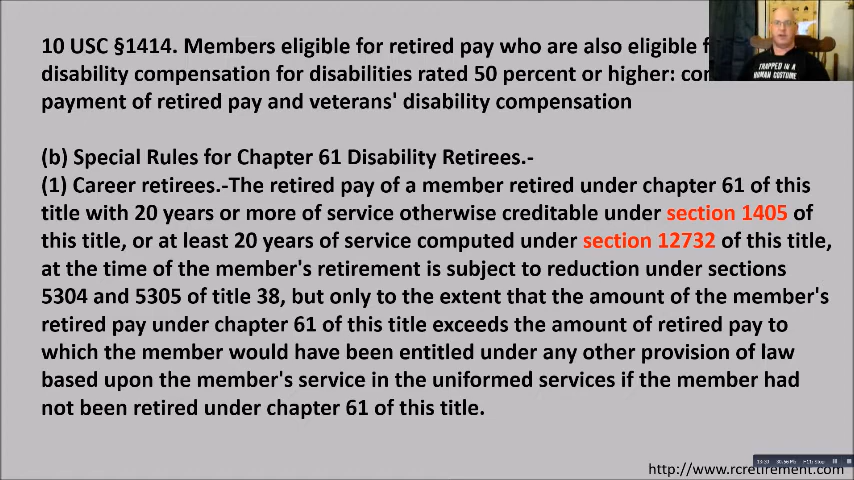 10 USC §1414. Members eligible for retired pay who are also eligible f
disability compensation for disabilities rated 50 percent or higher: con
payment of retired pay and veterans' disability compensation
TRAPPED IN A
HUMAN COSTUME
(b) Special Rules for Chapter 61 Disability Retirees.-
(1) Career retirees.-The retired pay of a member retired under chapter 61 of this
title with 20 years or more of service otherwise creditable under section 1405 of
this title, or at least 20 years of service computed under section 12732 of this title,
at the time of the member's retirement is subject to reduction under sections
5304 and 5305 of title 38, but only to the extent that the amount of the member's
retired pay under chapter 61 of this title exceeds the amount of retired pay to
which the member would have been entitled under any other provision of law
based upon the member's service in the uniformed services if the member had
not been retired under chapter 61 of this title.
http://www.rcretirement.com